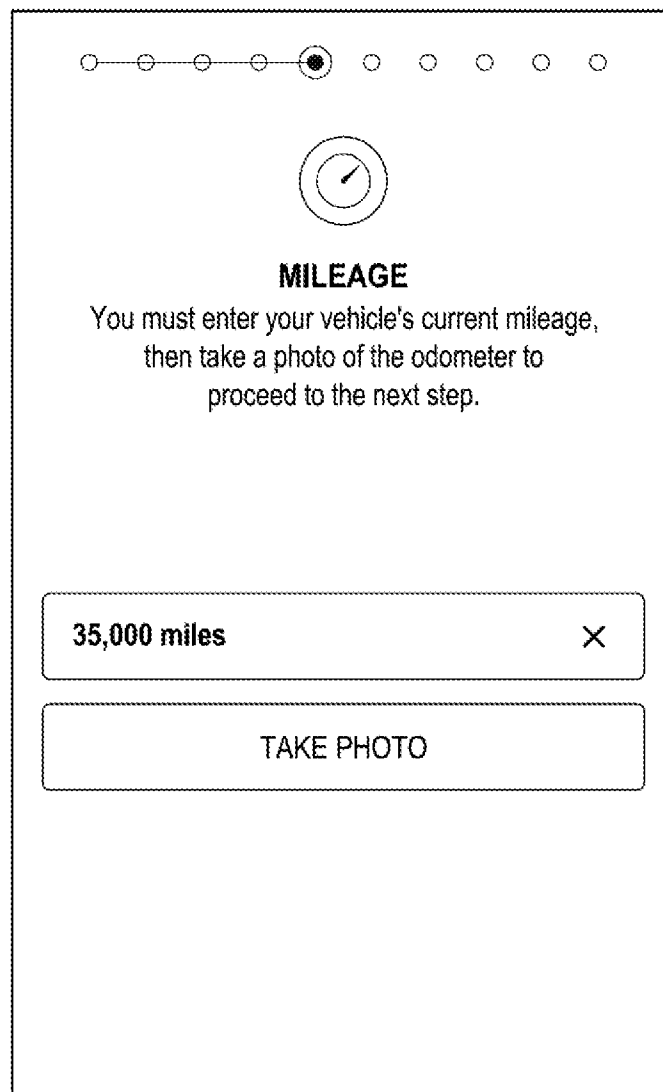 MILEAGE
You must enter your vehicle's current mileage,
then take a photo of the odometer to
proceed to the next step.
35,000 miles
TAKE PHOTO